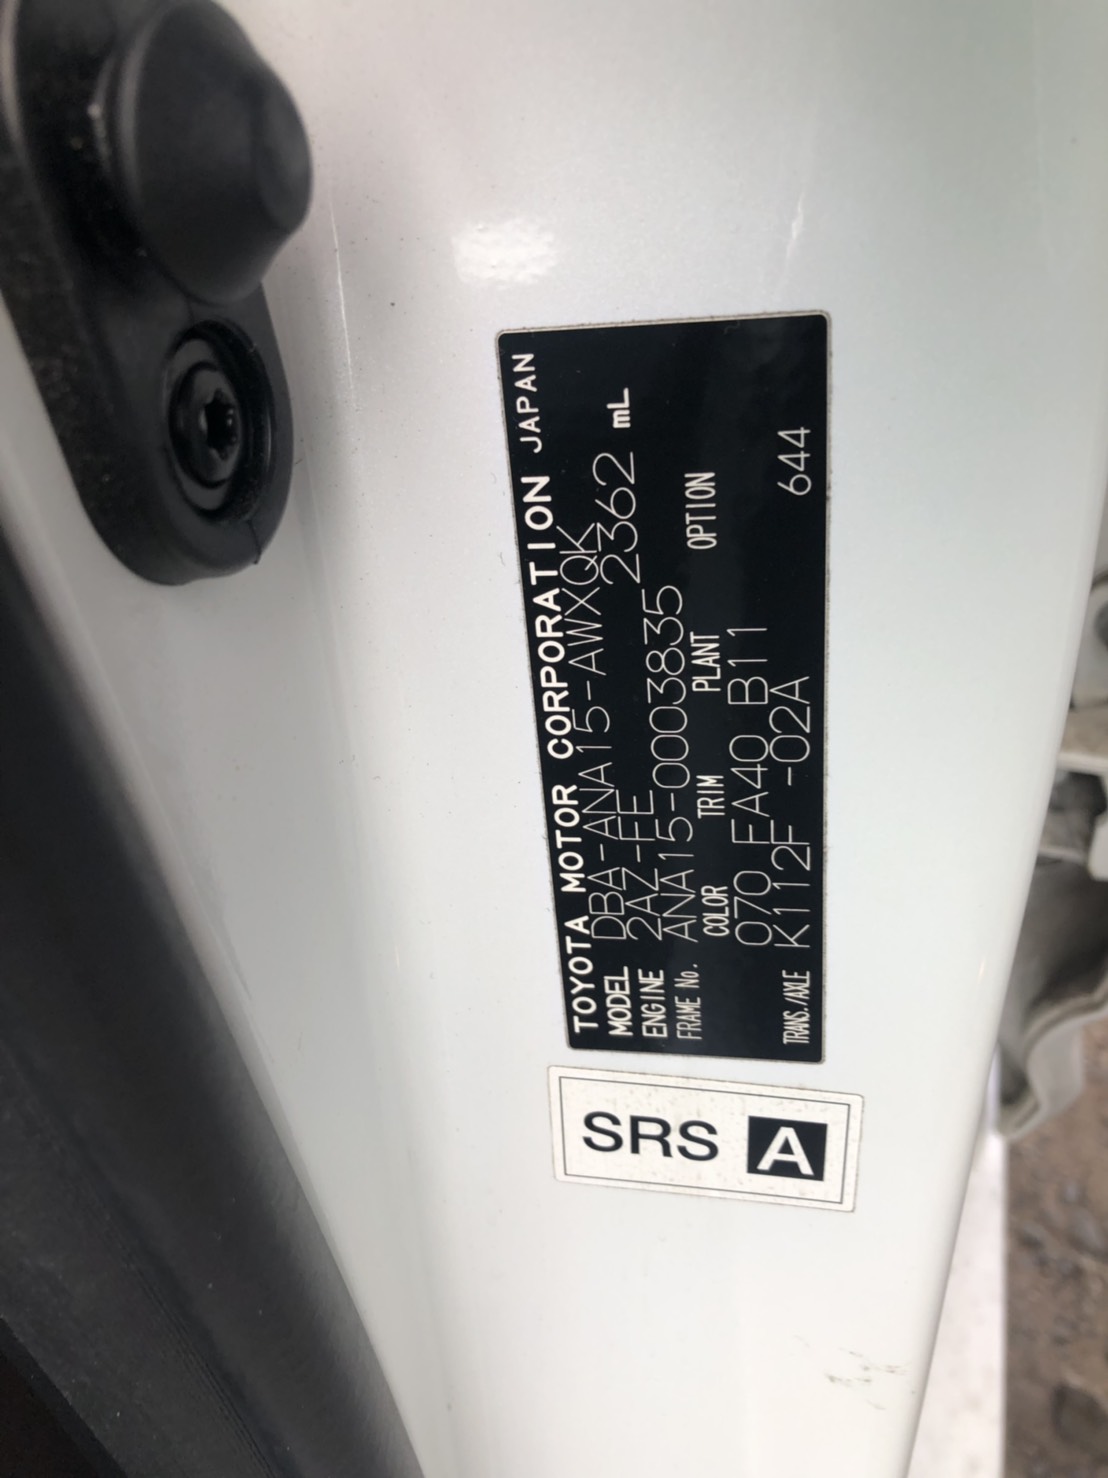 TOYOTA MOTOR CORPORATION JAPAN
MODEL DBA-ANA15-AWXQK
ENGINE 2AZ-FE 2362 mL
FRAME No. ANA15-0003835
COLOR TRIM PLANT OPTION
070 FA40 B11
TRANS./AXLE K112F -02A 644
SRS A